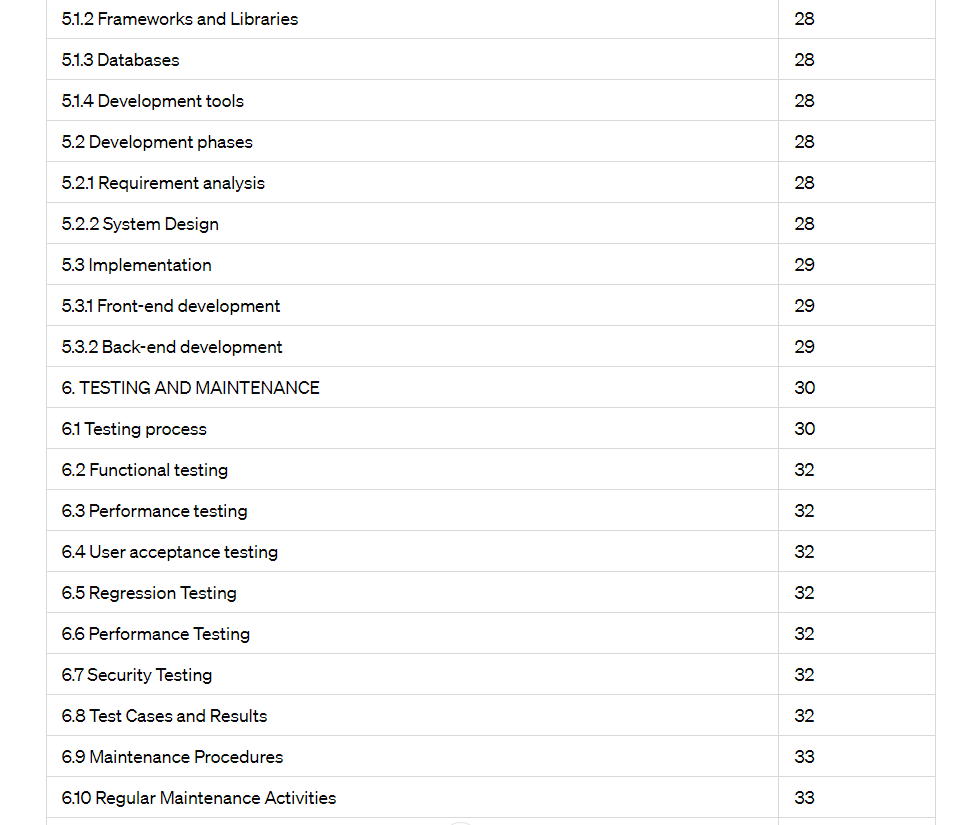 5.1.2 Frameworks and Libraries 28
5.1.3 Databases 28
5.1.4 Development tools 28
5.2 Development phases 28
5.2.1 Requirement analysis 28
5.2.2 System Design 28
5.3 Implementation 29
5.3.1 Front-end development 29
5.3.2 Back-end development 29
6. TESTING AND MAINTENANCE 30
6.1 Testing process 30
6.2 Functional testing 32
6.3 Performance testing 32
6.4 User acceptance testing 32
6.5 Regression Testing 32
6.6 Performance Testing 32
6.7 Security Testing 32
6.8 Test Cases and Results 32
6.9 Maintenance Procedures 33
6.10 Regular Maintenance Activities 33